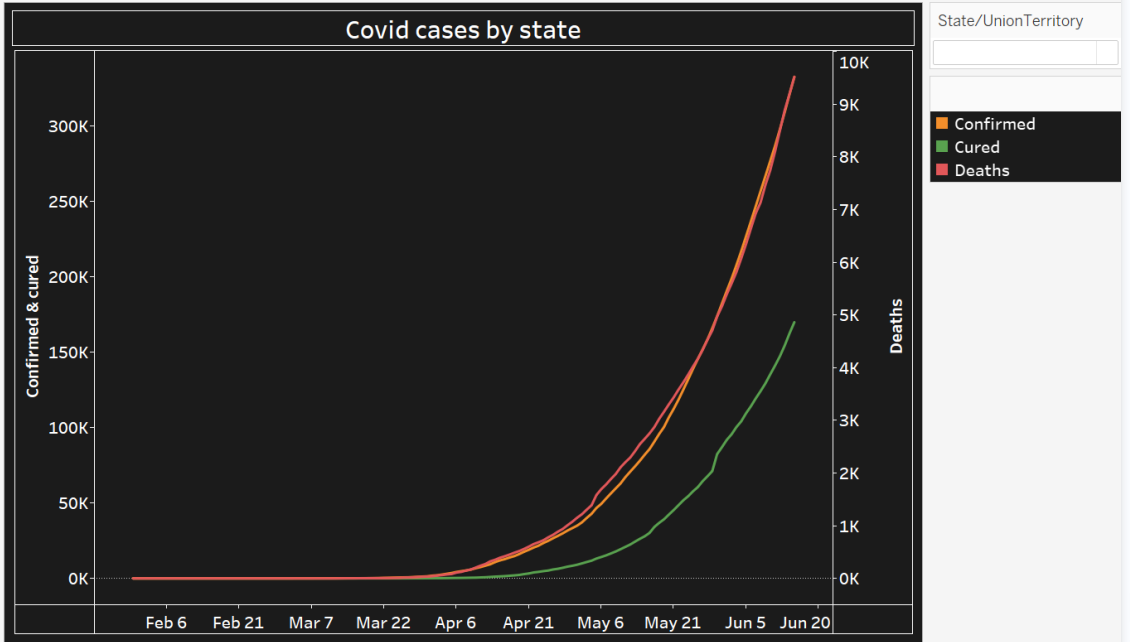 Covid cases by state
State/UnionTerritory
Confirmed
Cured
Deaths
Confirmed & cured
300K
250K
200K
150K
100K
50K
0K
10K
9K
8K
7K
6K
5K
4K
3K
2K
1K
0K
Deaths
Feb 6 Feb 21 Mar 7 Mar 22 Apr 6 Apr 21 May 6 May 21 Jun 5 Jun 20